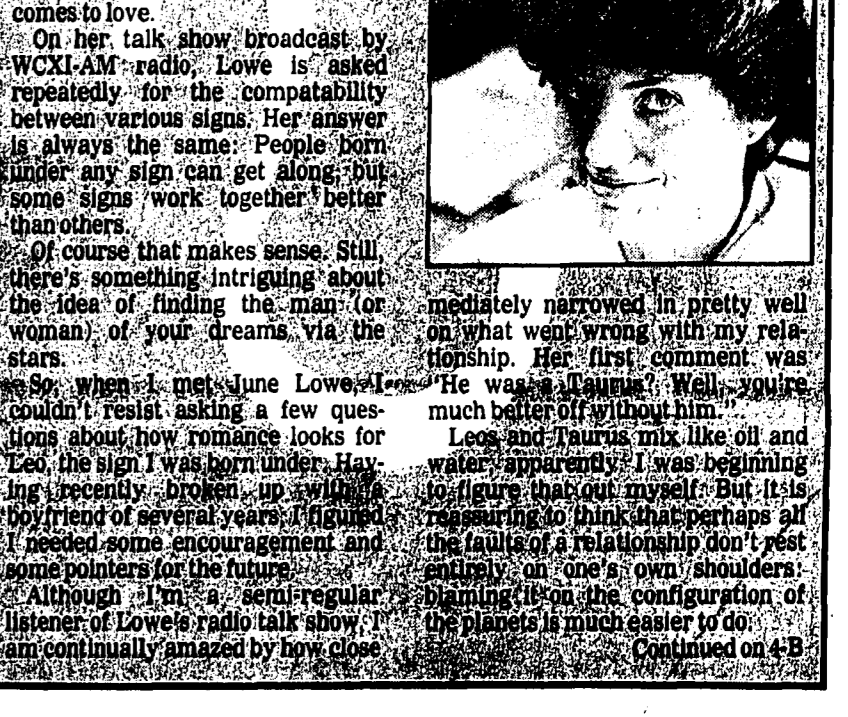 comes to love.
On her talk show broadcast by
WCXI-AM radio, Lowe is asked
repeatedly for the compatability
between various signs. Her answer
is always the same: People born
under any sign can get along, but
some signs work together better
than others.
Of course that makes sense. Still,
there's something intriguing about
the idea of finding the man (or
woman) of your dreams via the
stars.
So, when I met June Lowe, I
couldn't resist asking a few ques-
tions about how romance looks for
Leo, the sign I was born under. Hav-
ing recently broken up with a
boyfriend of several years, I figured
I needed some encouragement and
some pointers for the future.
Although I'm a semi-regular
listener of Lowe's radio talk show, I
am continually amazed by how close
mediately narrowed in pretty well
on what went wrong with my rela-
tionship. Her first comment was
"He was a Taurus? Well, you're
much better off without him."
Leos and Taurus mix like oil and
water, apparently. I was beginning
to figure that out myself. But it is
reassuring to think that perhaps all
the faults of a relationship don't rest
entirely on one's own shoulders;
blaming it on the configuration of
the planets is much easier to do.
Continued on 4-B